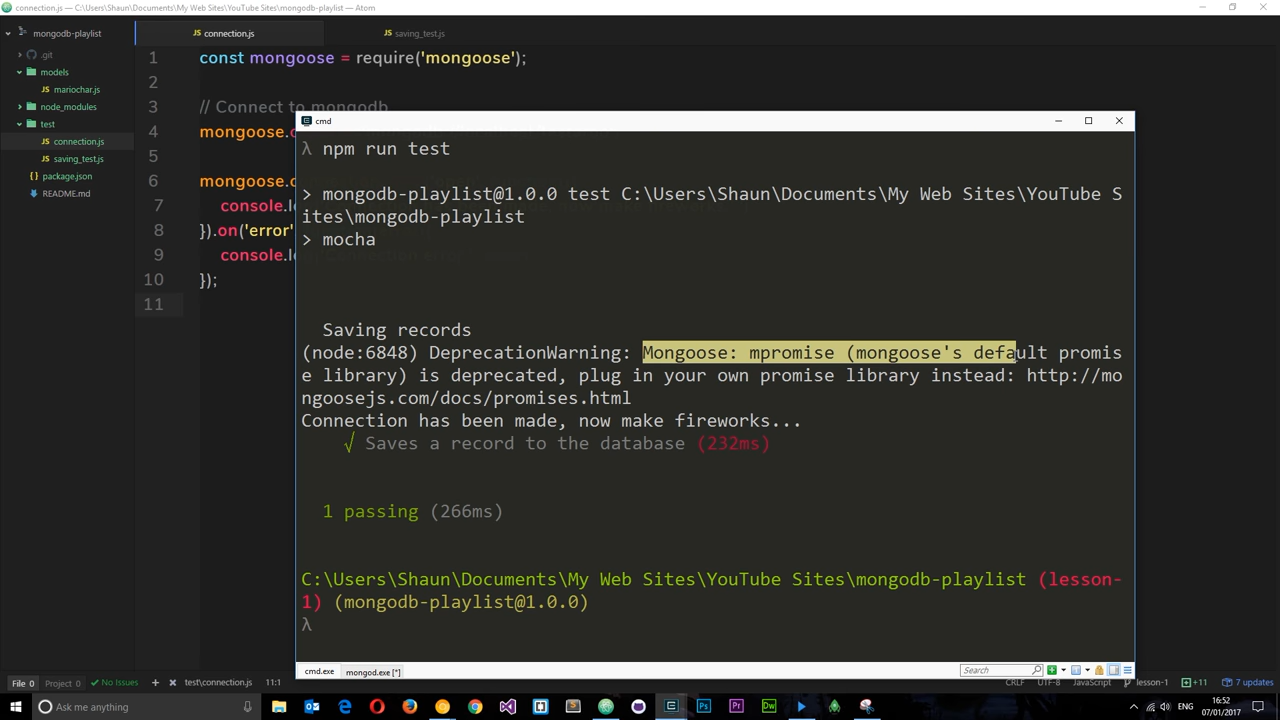 connection.js — C:\Users\Shaun\Documents\My Web Sites\YouTube Sites\mongodb-playlist — Atom
mongodb-playlist
.git
models
mariochar.js
node_modules
test
connection.js
saving_test.js
package.json
README.md
connection.js
saving_test.js
1 const mongoose = require('mongoose');
2
3 // Connect to mongodb
4 mongoose.c
5
6 mongoose.c
7 console.l
8 }).on('error'
9 console.l
10 });
11
cmd
λ npm run test
> mongodb-playlist@1.0.0 test C:\Users\Shaun\Documents\My Web Sites\YouTube S
ites\mongodb-playlist
> mocha
Saving records
(node:6848) DeprecationWarning: Mongoose: mpromise (mongoose's default promis
e library) is deprecated, plug in your own promise library instead: http://mo
ngoosejs.com/docs/promises.html
Connection has been made, now make fireworks...
√ Saves a record to the database (232ms)
1 passing (266ms)
C:\Users\Shaun\Documents\My Web Sites\YouTube Sites\mongodb-playlist (lesson-
1) (mongodb-playlist@1.0.0)
λ
cmd.exe mongod.exe [*] Search
File 0 Project 0 No Issues test\connection.js 11:1 CRLF UTF-8 JavaScript lesson-1 +11 7 updates
Ask me anything
ENG
16:52
07/01/2017